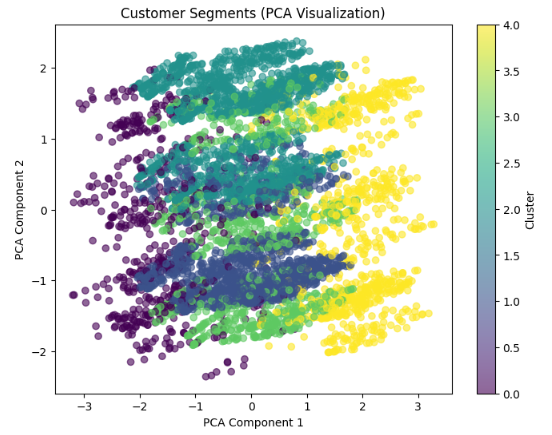 Customer Segments (PCA Visualization)
4.0
3.5
3.0
2.5
2.0
1.5
1.0
0.5
0.0
Cluster
2
1
0
−1
−2
PCA Component 2
−3 −2 −1 0 1 2 3
PCA Component 1